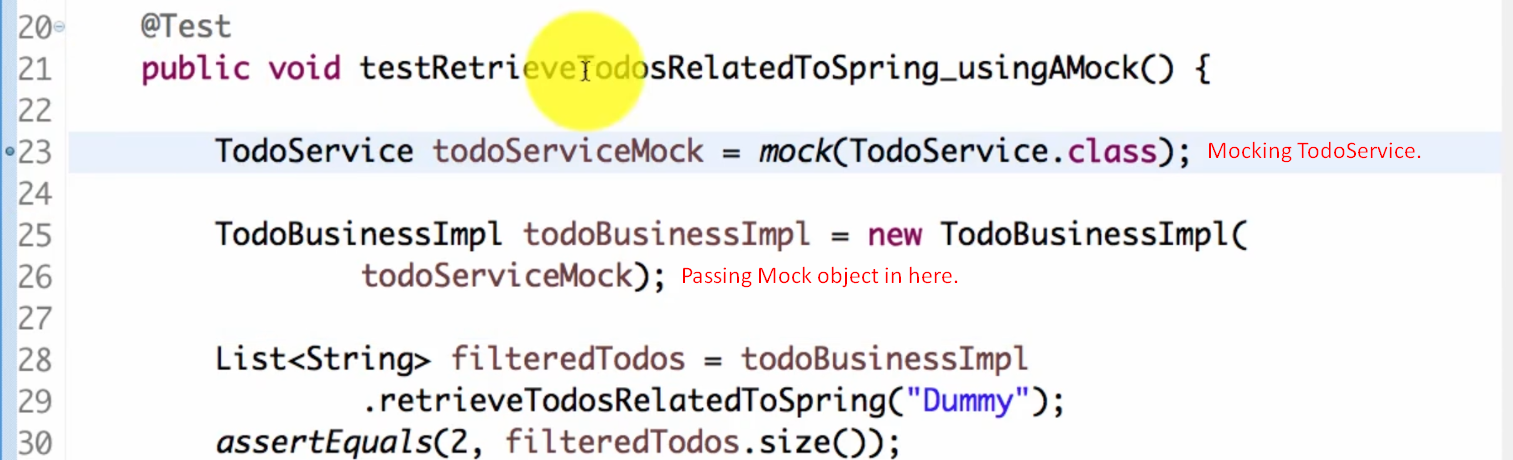 20 @Test
21 public void testRetrieveTodosRelatedToSpring_usingAMock() {
22
23 TodoService todoServiceMock = mock(TodoService.class); Mocking TodoService.
24
25 TodoBusinessImpl todoBusinessImpl = new TodoBusinessImpl(
26 todoServiceMock); Passing Mock object in here.
27
28 List<String> filteredTodos = todoBusinessImpl
29 .retrieveTodosRelatedToSpring("Dummy");
30 assertEquals(2, filteredTodos.size());